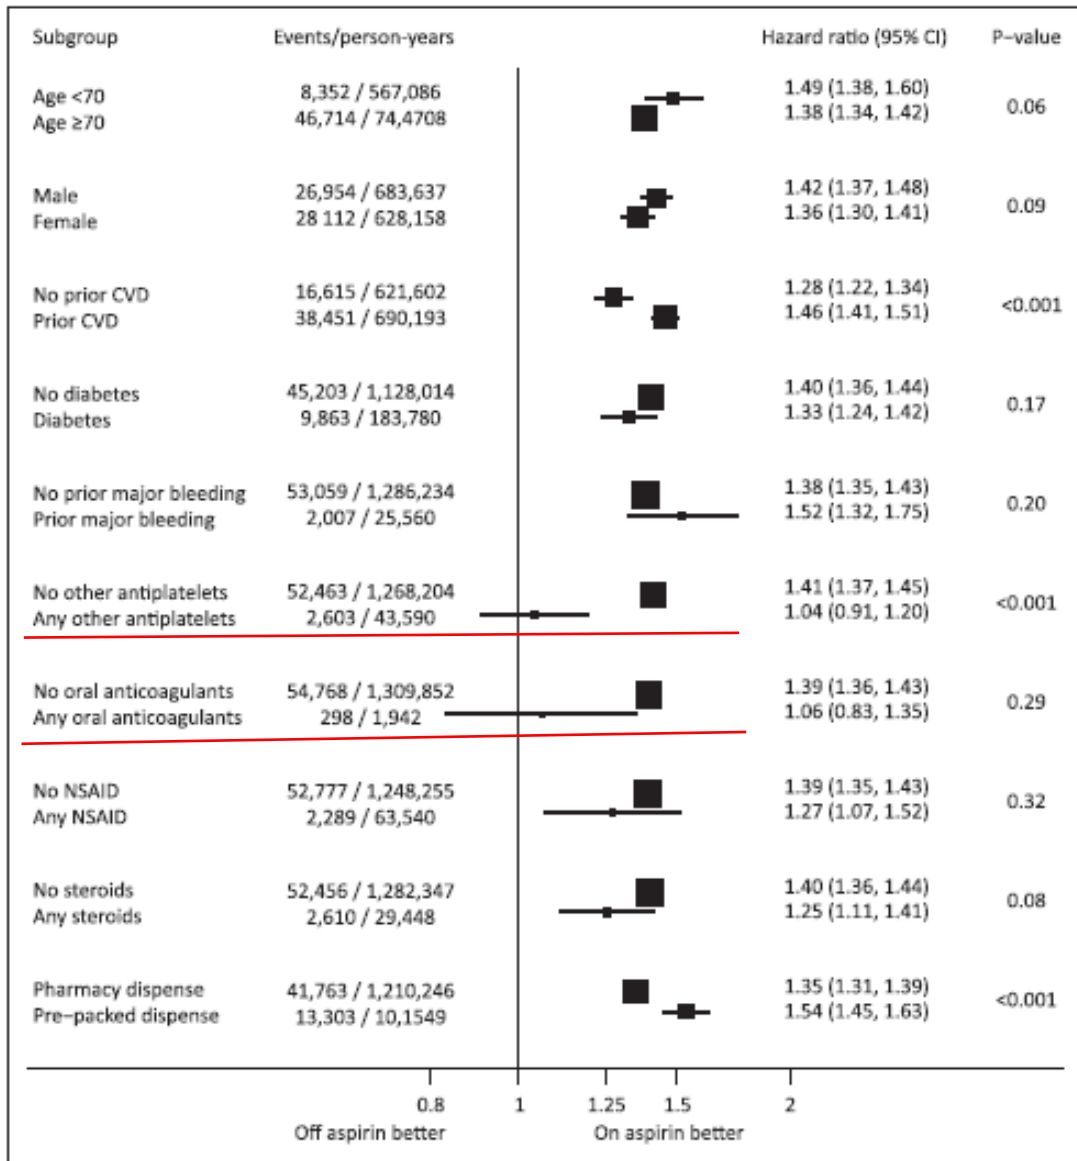 Subgroup Events/person-years Hazard ratio (95% CI) P-value
Age <70 8,352 / 567,086 1.49 (1.38, 1.60)
0.06
Age ≥70 46,714 / 74,4708 1.38 (1.34, 1.42)
Male 26,954 / 683,637 1.42 (1.37, 1.48)
0.09
Female 28 112 / 628,158 1.36 (1.30, 1.41)
No prior CVD 16,615 / 621,602 1.28 (1.22, 1.34)
<0.001
Prior CVD 38,451 / 690,193 1.46 (1.41, 1.51)
No diabetes 45,203 / 1,128,014 1.40 (1.36, 1.44)
0.17
Diabetes 9,863 / 183,780 1.33 (1.24, 1.42)
No prior major bleeding 53,059 / 1,286,234 1.38 (1.35, 1.43)
0.20
Prior major bleeding 2,007 / 25,560 1.52 (1.32, 1.75)
No other antiplatelets 52,463 / 1,268,204 1.41 (1.37, 1.45)
<0.001
Any other antiplatelets 2,603 / 43,590 1.04 (0.91, 1.20)
No oral anticoagulants 54,768 / 1,309,852 1.39 (1.36, 1.43)
0.29
Any oral anticoagulants 298 / 1,942 1.06 (0.83, 1.35)
No NSAID 52,777 / 1,248,255 1.39 (1.35, 1.43)
0.32
Any NSAID 2,289 / 63,540 1.27 (1.07, 1.52)
No steroids 52,456 / 1,282,347 1.40 (1.36, 1.44)
0.08
Any steroids 2,610 / 29,448 1.25 (1.11, 1.41)
Pharmacy dispense 41,763 / 1,210,246 1.35 (1.31, 1.39)
<0.001
Pre-packed dispense 13,303 / 10,1549 1.54 (1.45, 1.63)
0.8 1 1.25 1.5 2
Off aspirin better On aspirin better